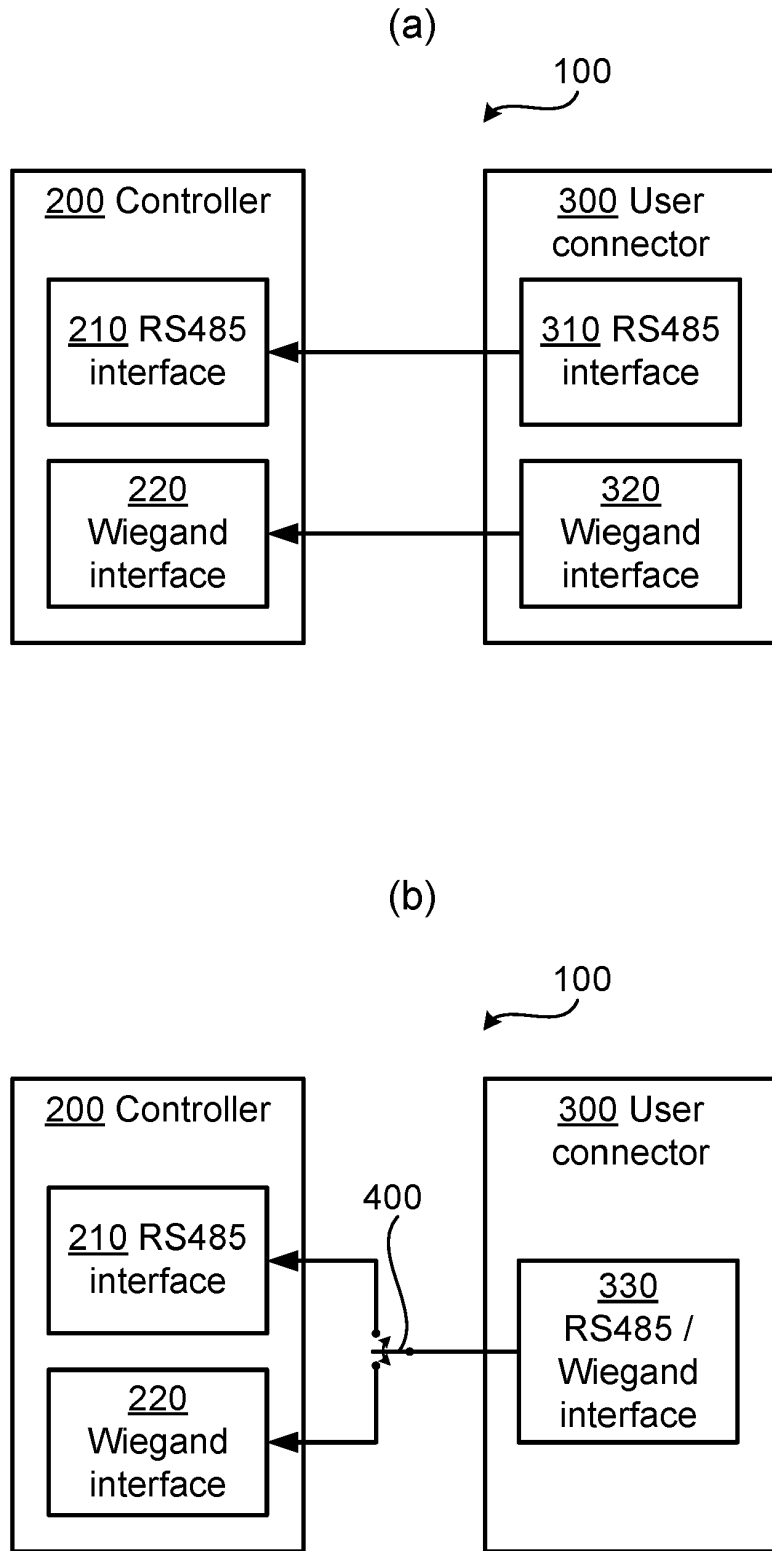 (a)
100
200 Controller
300 User
connector
210 RS485
interface
310 RS485
interface
220
Wiegand
interface
320
Wiegand
interface
(b)
100
200 Controller
300 User
connector
400
210 RS485
interface
330
RS485 /
Wiegand
interface
220
Wiegand
interface